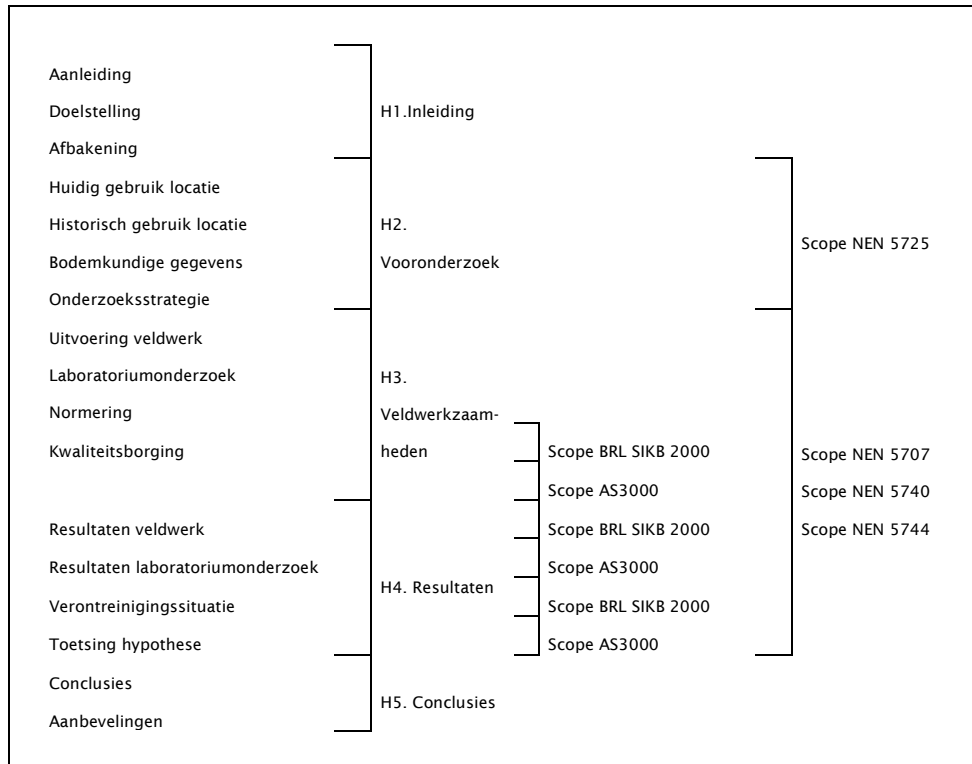 Aanleiding
Doelstelling
H1.Inleiding
Afbakening
Huidig gebruik locatie
Historisch gebruik locatie
H2.
Scope NEN 5725
Bodemkundige gegevens
Vooronderzoek
Onderzoeksstrategie
Uitvoering veldwerk
Laboratoriumonderzoek
H3.
Normering
Veldwerkzaam-
Kwaliteitsborging
heden
Scope BRL SIKB 2000
Scope NEN 5707
Scope AS3000
Scope NEN 5740
Resultaten veldwerk
Scope BRL SIKB 2000
Scope NEN 5744
Resultaten laboratoriumonderzoek
Scope AS3000
H4. Resultaten
Verontreinigingssituatie
Scope BRL SIKB 2000
Toetsing hypothese
Scope AS3000
Conclusies
H5. Conclusies
Aanbevelingen